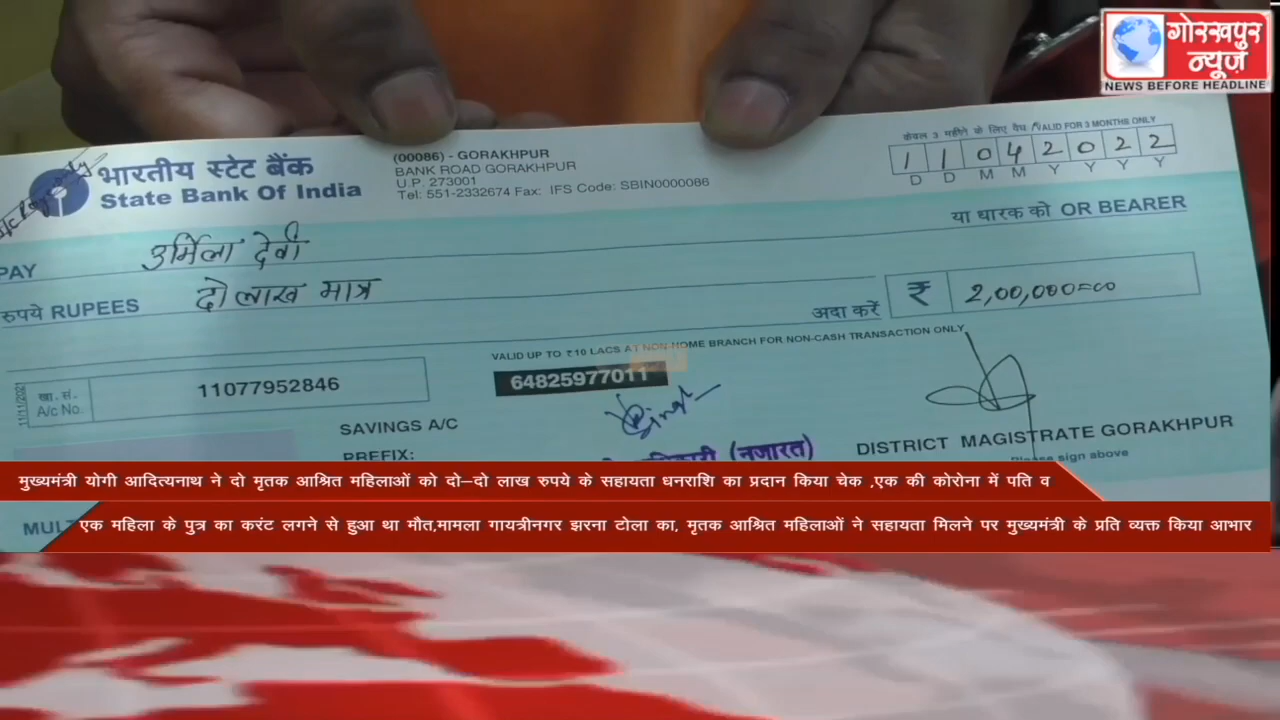 गोरखपुर
न्यूज़
NEWS BEFORE HEADLINE
भारतीय स्टेट बैंक
State Bank Of India
(00086) - GORAKHPUR
BANK ROAD GORAKHPUR
U.P. 273001
Tel: 551-2332674 Fax: IFS Code: SBIN0000086
केवल 3 महीने के लिए वैध / VALID FOR 3 MONTHS ONLY
1 1 0 4 2 0 2 2
D D M M Y Y Y Y
PAY उर्मिला देवी
या धारक को OR BEARER
रुपये RUPEES दो लाख मात्र
अदा करें ₹ 2,00,000=00
VALID UP TO ₹ 10 LACS AT NON-HOME BRANCH FOR NON-CASH TRANSACTION ONLY
11/11/2021
खा. सं.
A/c No. 11077952846
64825977011
SAVINGS A/C
PREFIX:
(नजारत)
DISTRICT MAGISTRATE GORAKHPUR
Please sign above
मुख्यमंत्री योगी आदित्यनाथ ने दो मृतक आश्रित महिलाओं को दो–दो लाख रुपये के सहायता धनराशि का प्रदान किया चेक ,एक की कोरोना में पति व
एक महिला के पुत्र का करंट लगने से हुआ था मौत,मामला गायत्रीनगर झरना टोला का, मृतक आश्रित महिलाओं ने सहायता मिलने पर मुख्यमंत्री के प्रति व्यक्त किया आभार